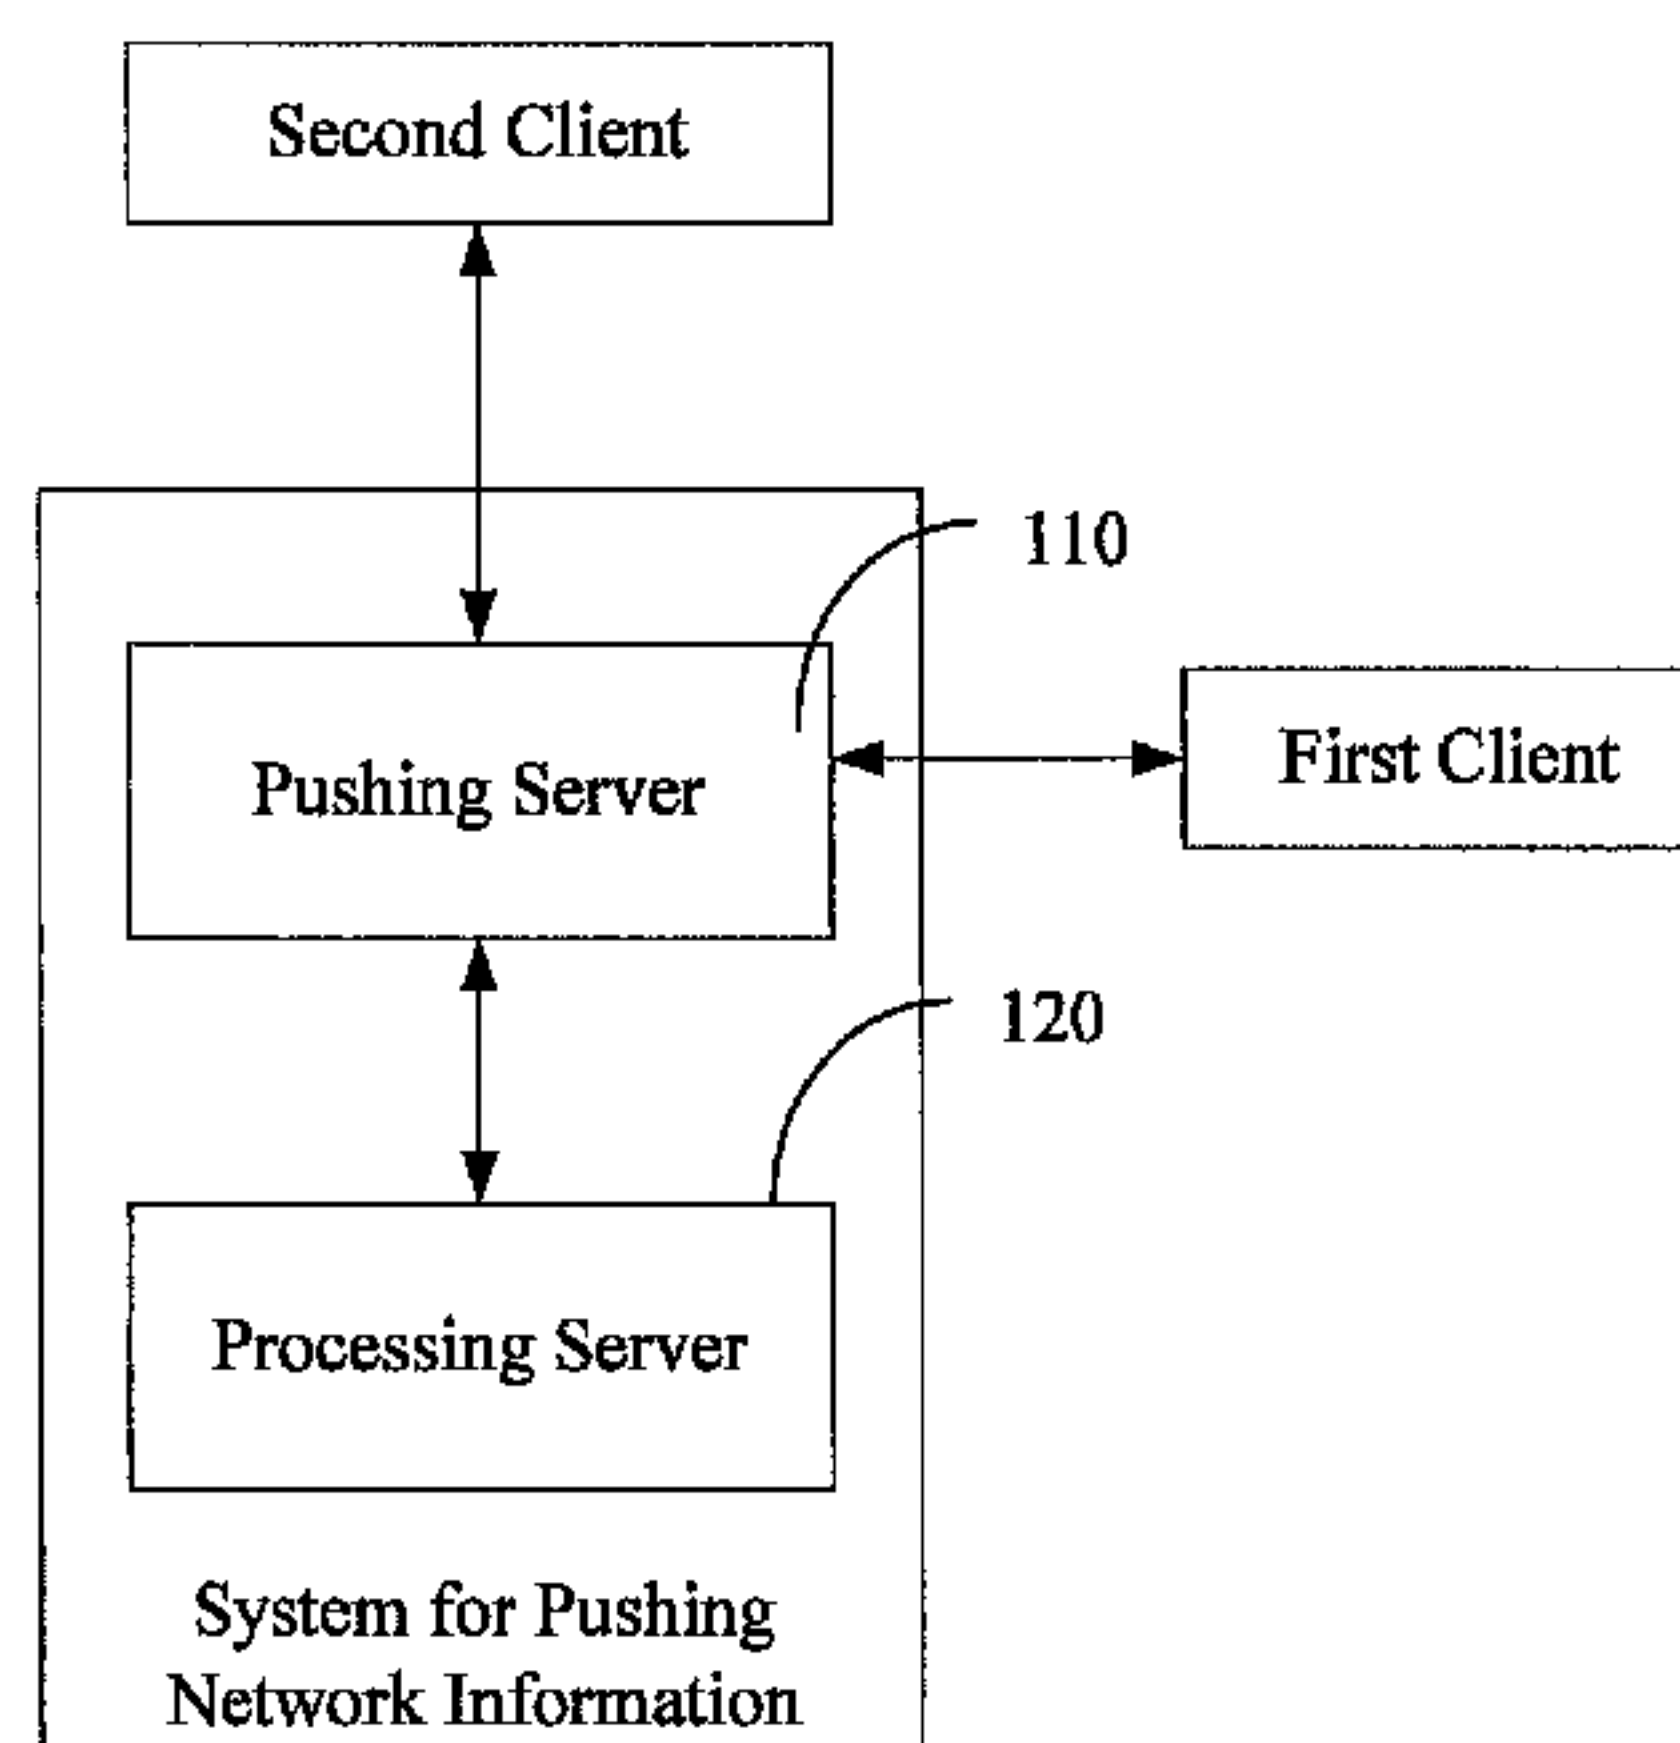 Second Client
110
First Client
Pushing Server
120
Processing Server
System for Pushing
Network Information